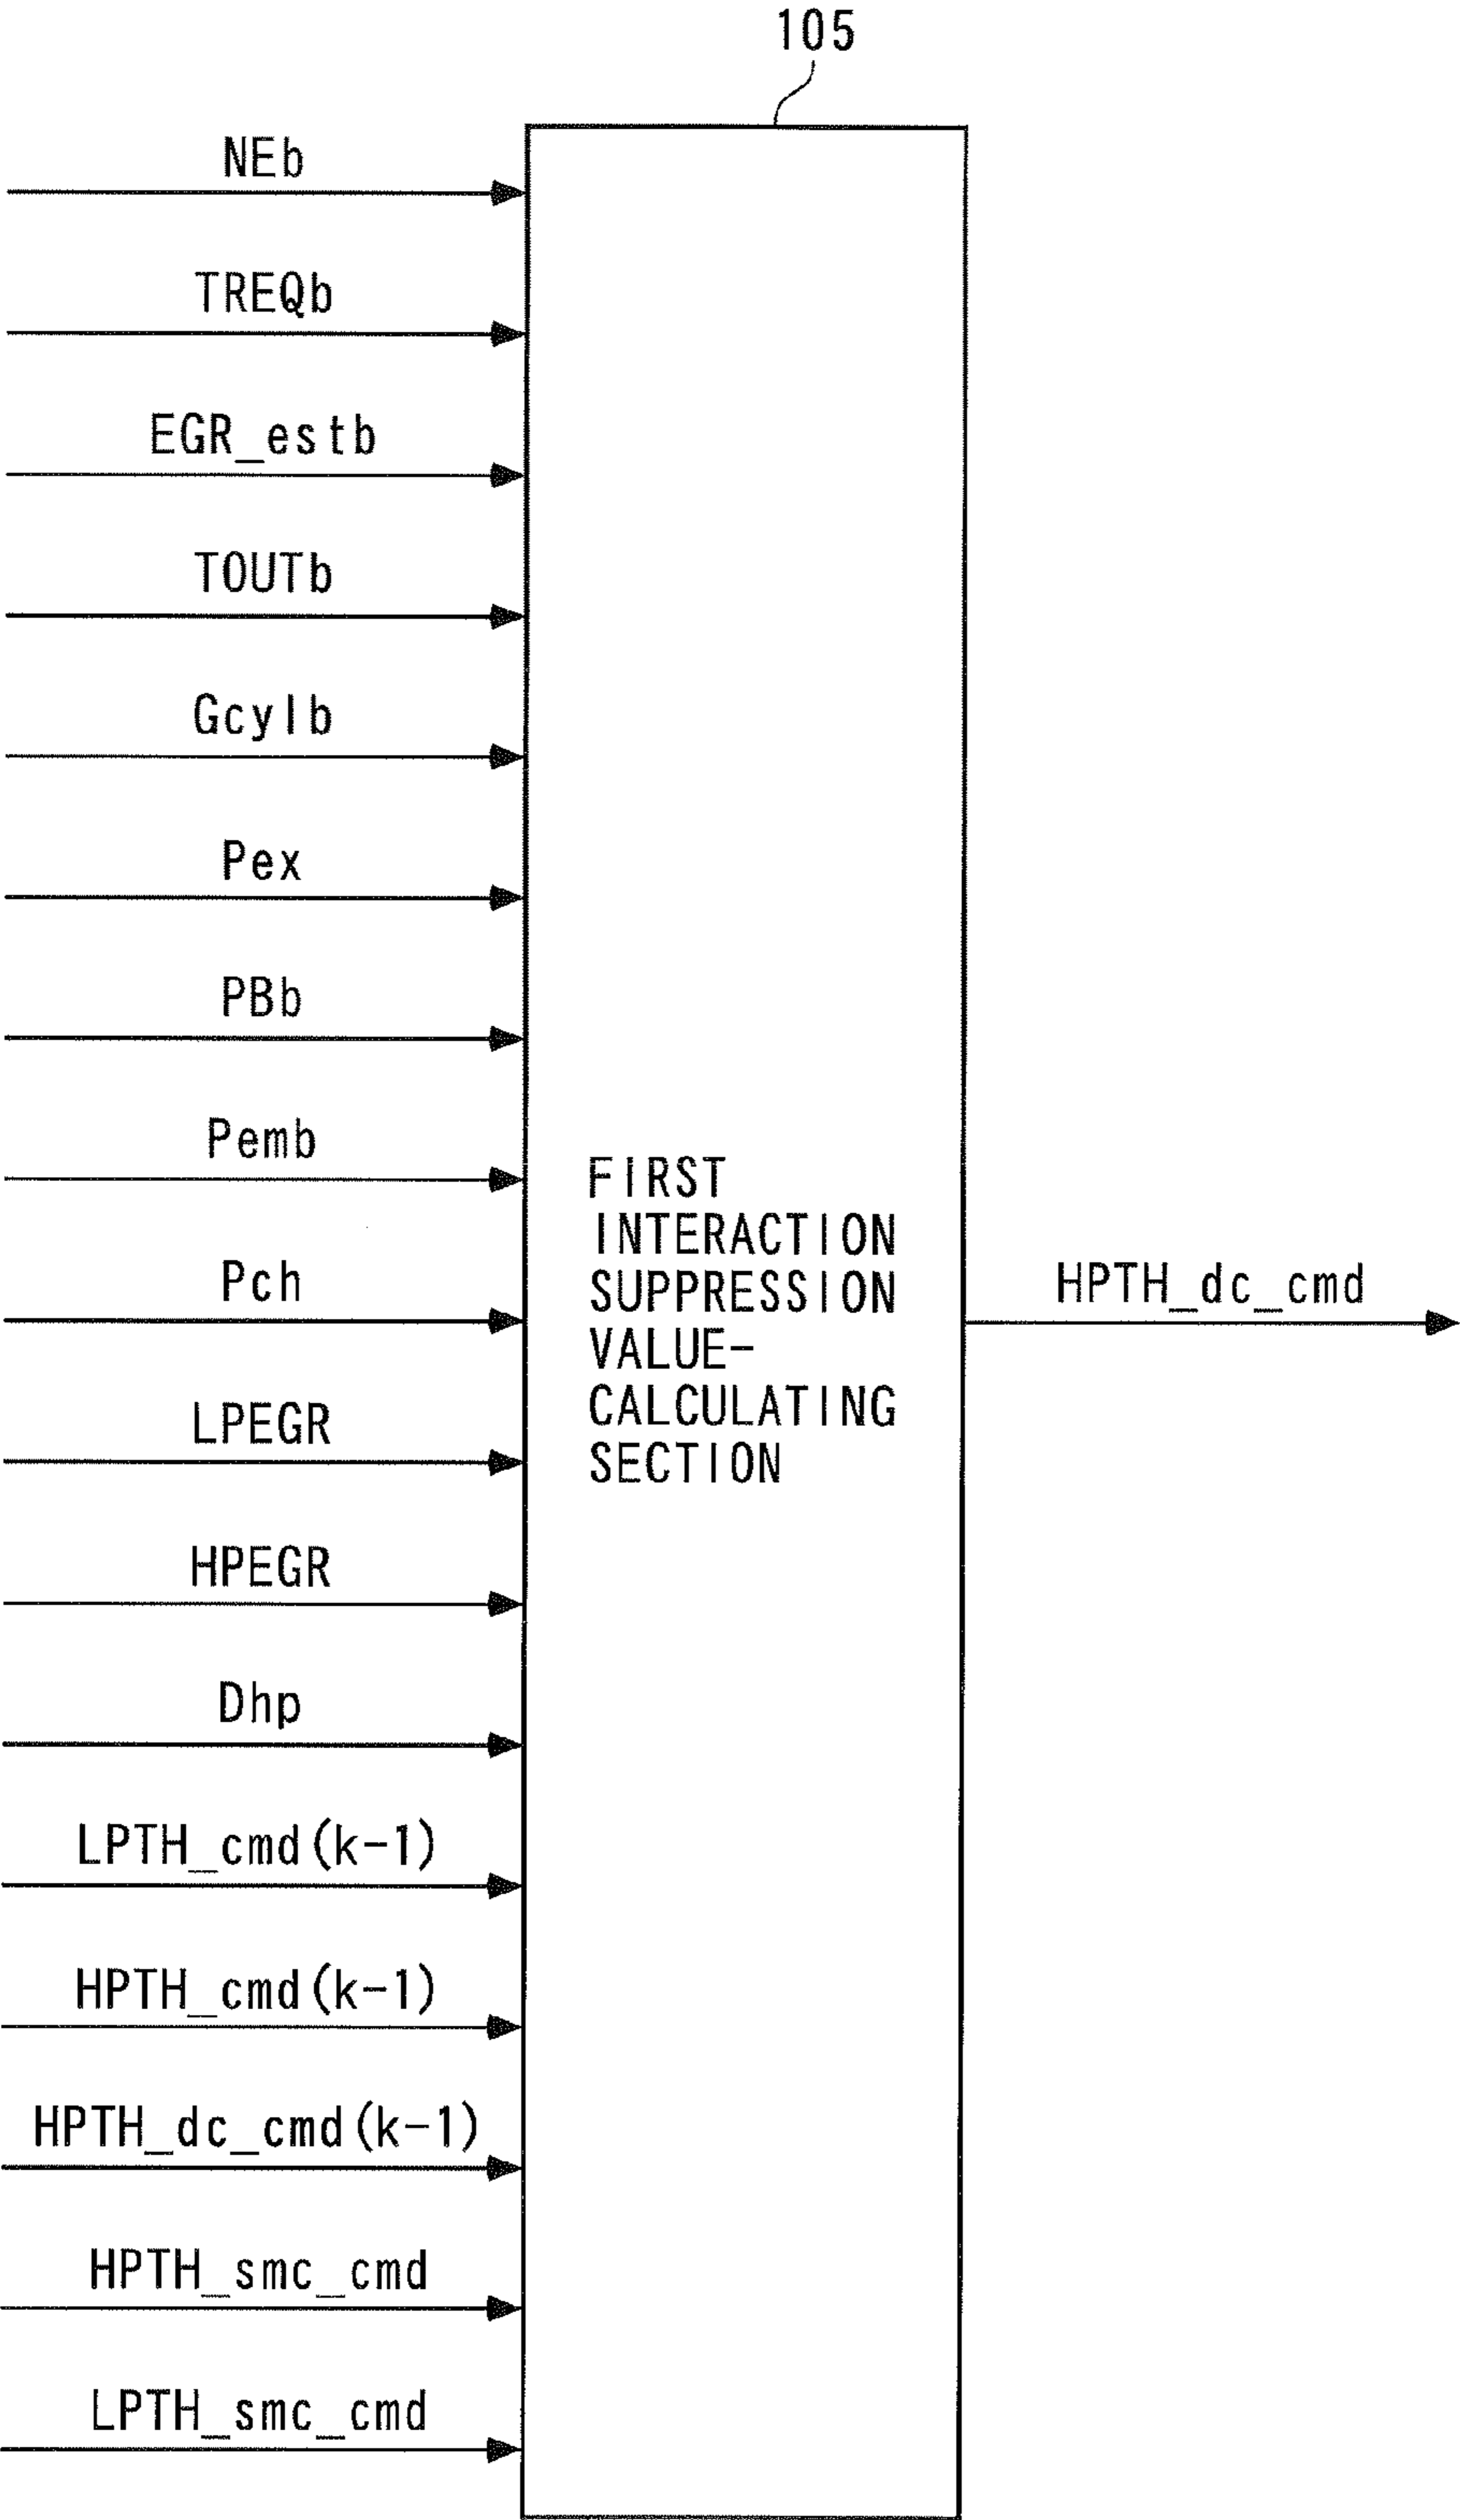 105
NEb
TREQb
EGR_estb
TOUTb
Gcylb
Pex
PBb
Pemb
Pch
LPEGR
HPEGR
Dhp
LPTH_cmd(k-1)
HPTH_cmd(k-1)
HPTH_dc_cmd(k-1)
HPTH_smc_cmd
LPTH_smc_cmd
FIRST
INTERACTION
SUPPRESSION
VALUE-
CALCULATING
SECTION
HPTH_dc_cmd